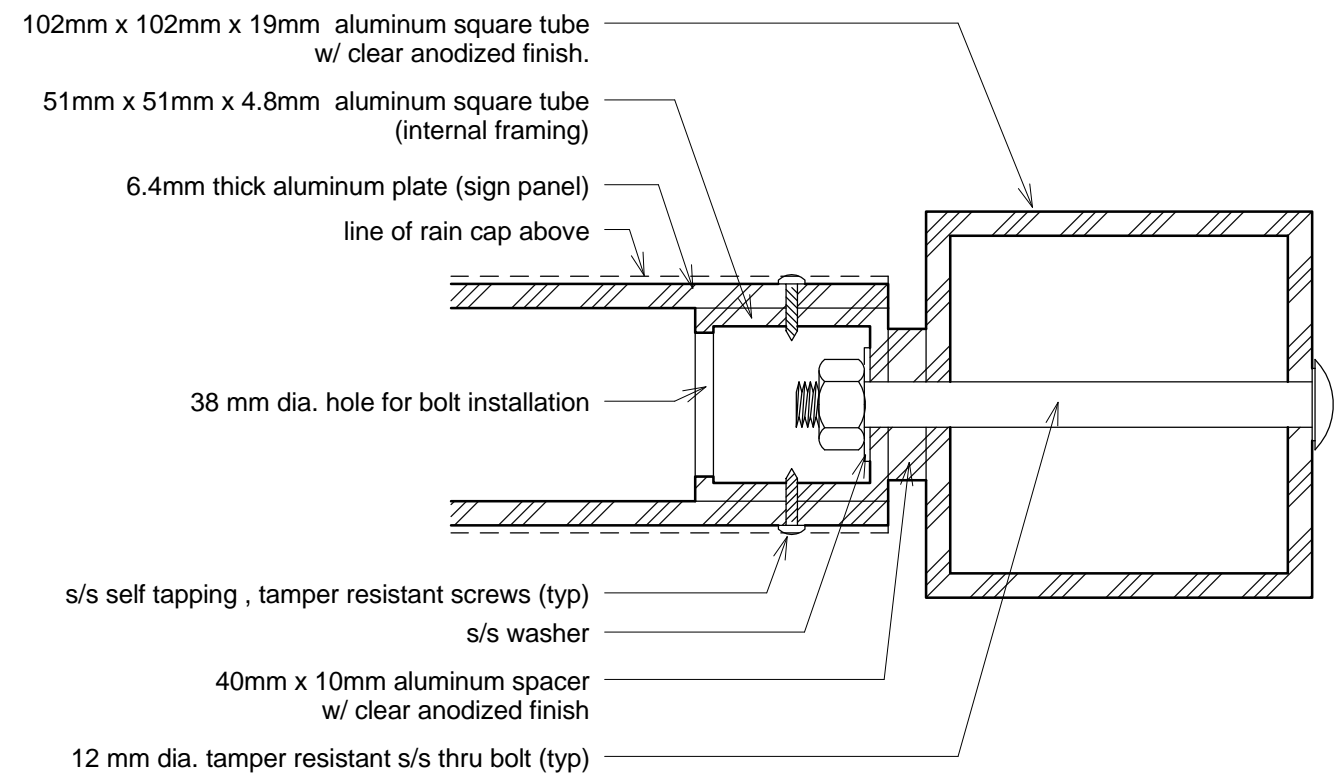 102mm x 102mm x 19mm  aluminum square tube
w/ clear anodized finish.
51mm x 51mm x 4.8mm  aluminum square tube
(internal framing)
6.4mm thick aluminum plate (sign panel)
line of rain cap above
38 mm dia. hole for bolt installation
s/s self tapping , tamper resistant screws (typ)
s/s washer
40mm x 10mm aluminum spacer
w/ clear anodized finish
12 mm dia. tamper resistant s/s thru bolt (typ)